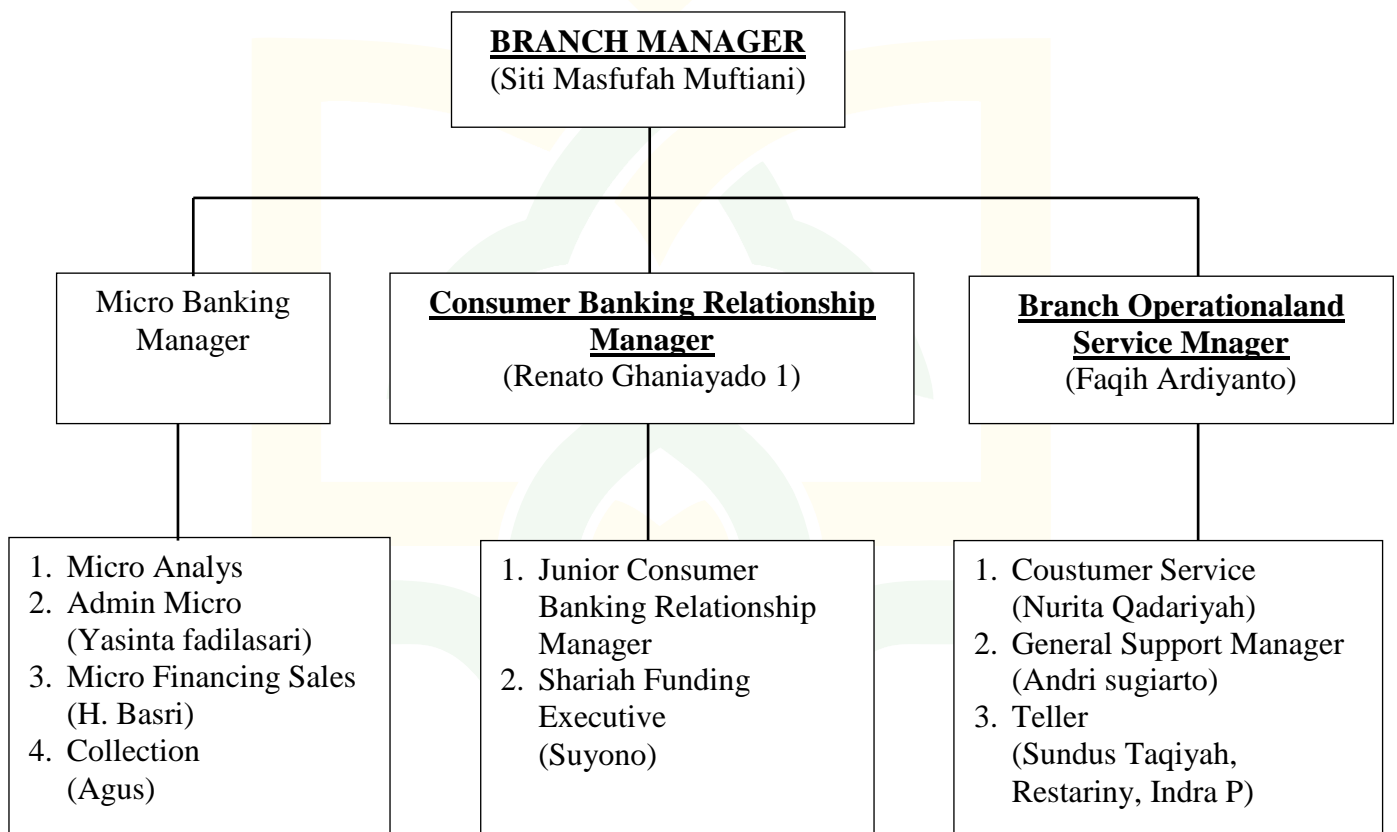 BRANCH MANAGER
(Siti Masfufah Muftiani)
Micro Banking
Manager
Consumer Banking Relationship
Manager
(Renato Ghaniayado 1)
Branch Operationaland
Service Mnager
(Faqih Ardiyanto)
1. Micro Analys
2. Admin Micro
(Yasinta fadilasari)
3. Micro Financing Sales
(H. Basri)
4. Collection
(Agus)
1. Junior Consumer
Banking Relationship
Manager
2. Shariah Funding
Executive
(Suyono)
1. Coustumer Service
(Nurita Qadariyah)
2. General Support Manager
(Andri sugiarto)
3. Teller
(Sundus Taqiyah,
Restariny, Indra P)